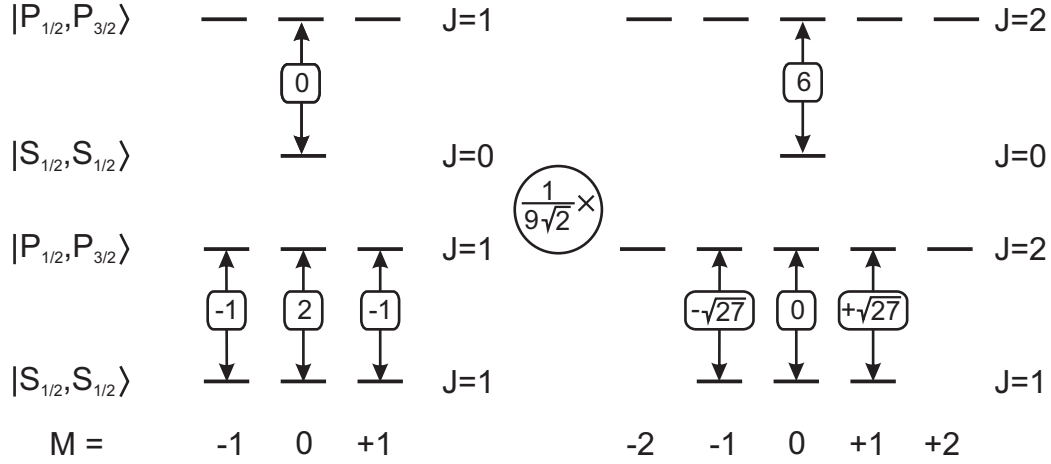 |P1/2,P3/2⟩ J=1 J=2
0 6
|S1/2,S1/2⟩ J=0 J=0
1/9√2 ×
|P1/2,P3/2⟩ J=1 J=2
-1 2 -1 -√27 0 +√27
|S1/2,S1/2⟩ J=1 J=1
M = -1 0 +1 -2 -1 0 +1 +2